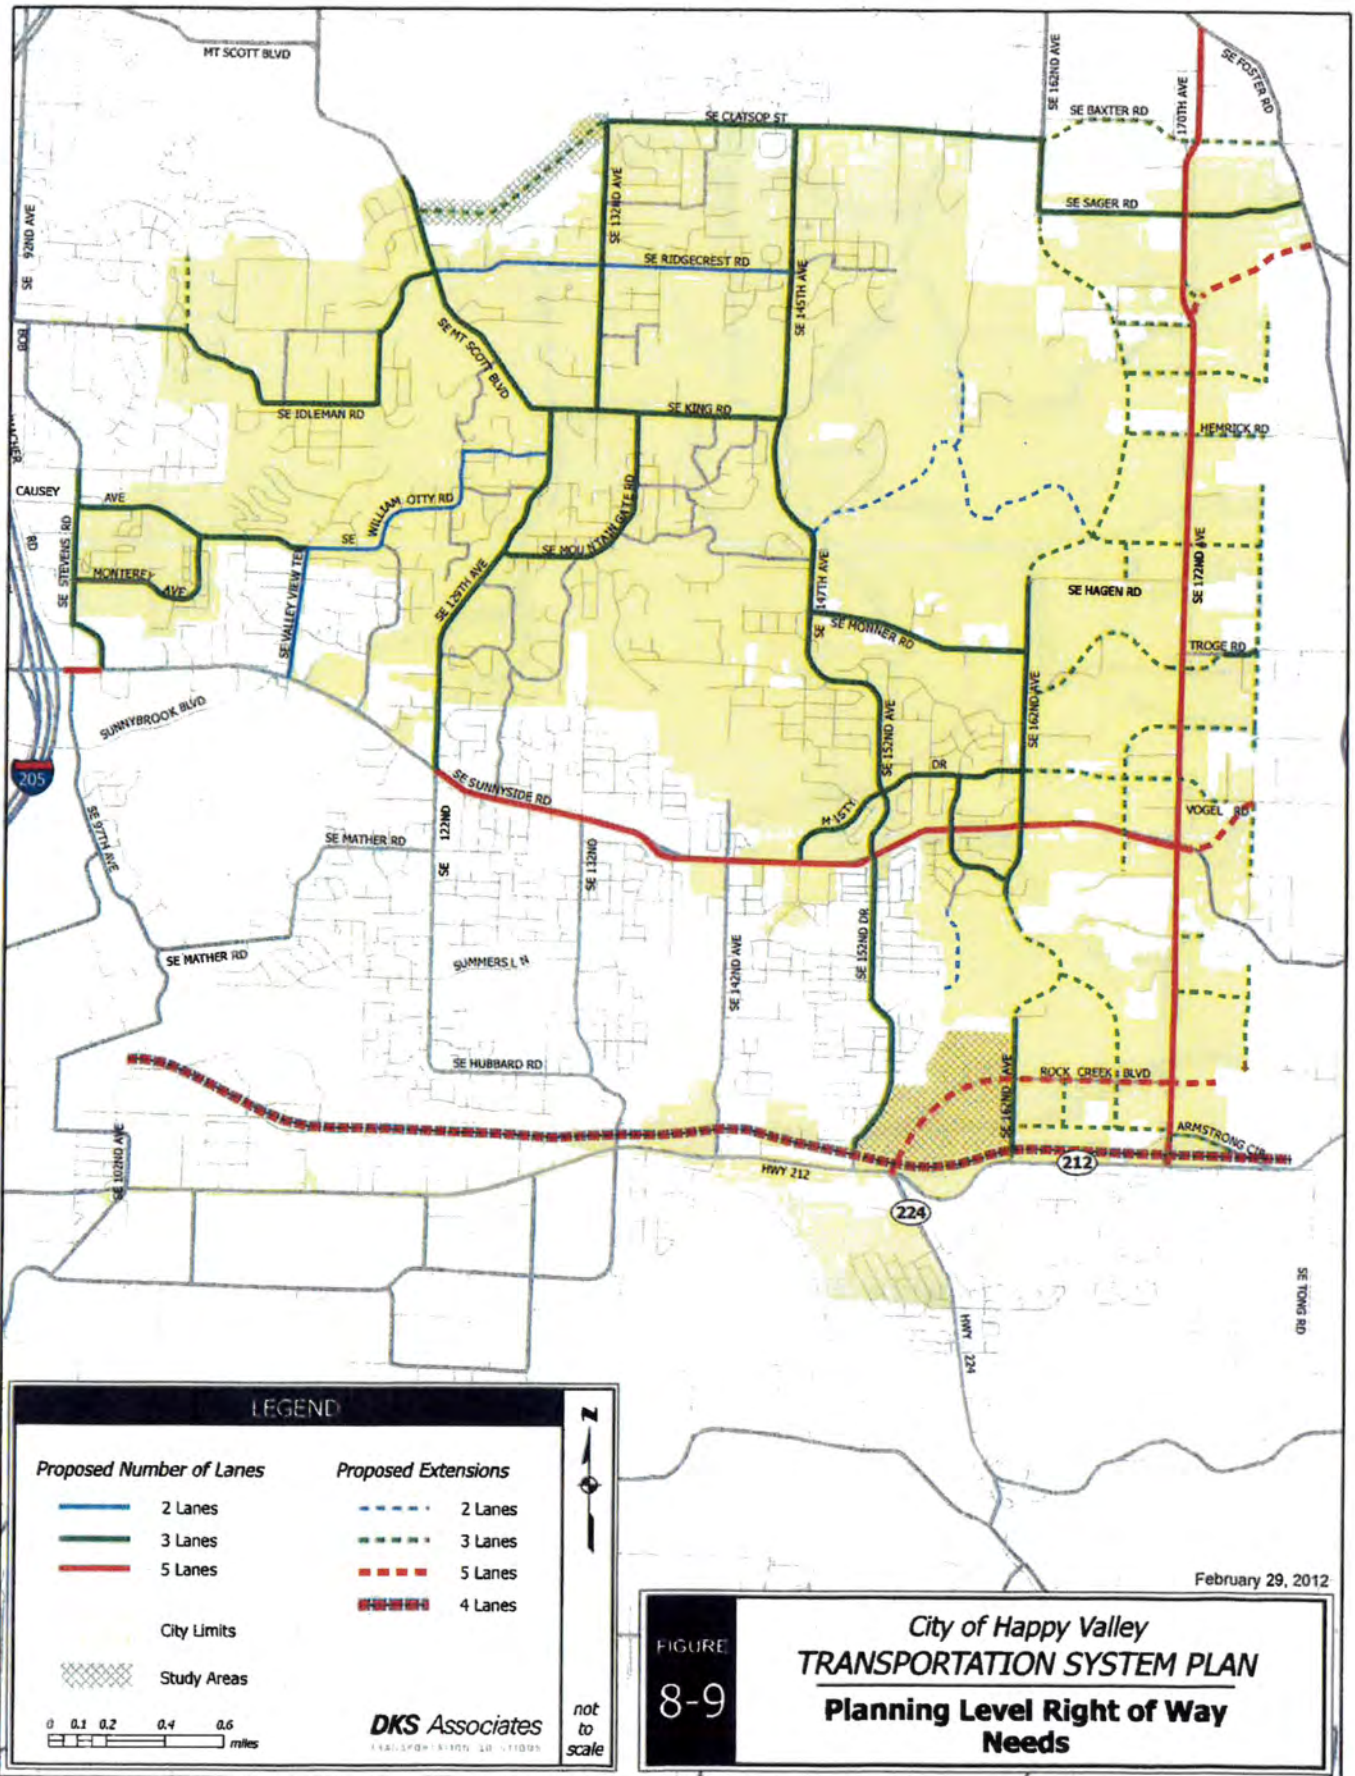 MT SCOTT BLVD
SE 162ND AVE
170TH AVE
SE FOSTER RD
SE BAXTER RD
SE CLATSOP ST
SE 132ND AVE
SE SAGER RD
SE 92ND AVE
SE RIDGECREST RD
SE 145TH AVE
SE MT SCOTT BLVD
BOB
SE IDLEMAN RD
SE KING RD
HEMRICK RD
CAUSEY
AVE
RD
SE STEVENS RD
SE
WILLIAM OTTY RD
SE MOUNTAIN GATE RD
MONTEREY
AVE
SE VALLEY VIEW TER
SE 129TH AVE
SE 147TH AVE
SE MONNER RD
SE HAGEN RD
SE 172ND AVE
TROGE RD
SE 162ND AVE
SE 152ND AVE
SUNNYBROOK BLVD
205
SE SUNNYSIDE RD
MISTY
DR
VOGEL RD
SE 97TH AVE
SE MATHER RD
SE 122ND
SE 132ND
SE MATHER RD
SUMMERS LN
SE 142ND AVE
SE 152ND DR
SE HUBBARD RD
SE 162ND AVE
ROCK CREEK BLVD
SE 102ND AVE
ARMSTRONG CIR
HWY 212
212
224
HWY 224
SE TONG RD
LEGEND
Proposed Number of Lanes
2 Lanes
3 Lanes
5 Lanes
City Limits
Study Areas
0 0.1 0.2 0.4 0.6
miles
Proposed Extensions
2 Lanes
3 Lanes
5 Lanes
4 Lanes
DKS Associates
TRANSPORTATION SOLUTIONS
N
not
to
scale
February 29, 2012
FIGURE
8-9
City of Happy Valley
TRANSPORTATION SYSTEM PLAN
Planning Level Right of Way
Needs